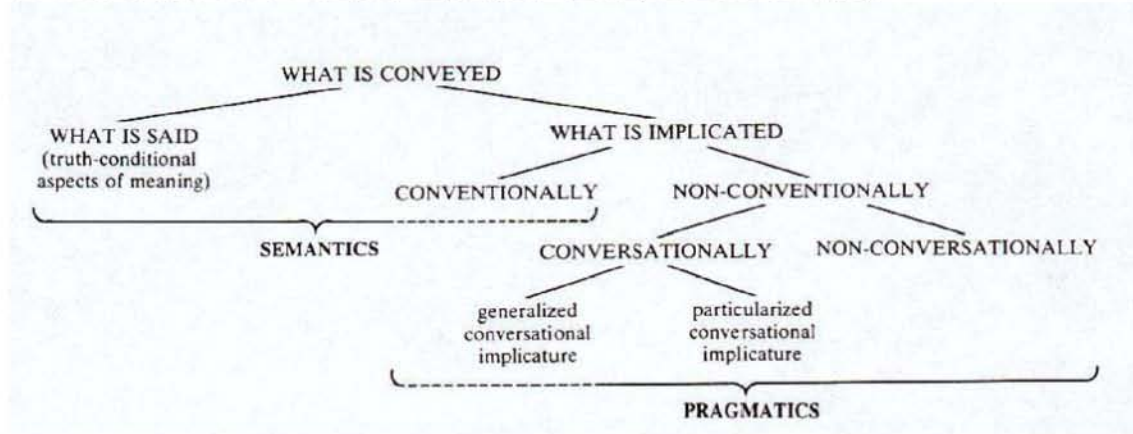 WHAT IS CONVEYED
WHAT IS SAID
(truth-conditional
aspects of meaning)
WHAT IS IMPLICATED
CONVENTIONALLY
NON-CONVENTIONALLY
SEMANTICS
CONVERSATIONALLY
NON-CONVERSATIONALLY
generalized
conversational
implicature
particularized
conversational
implicature
PRAGMATICS